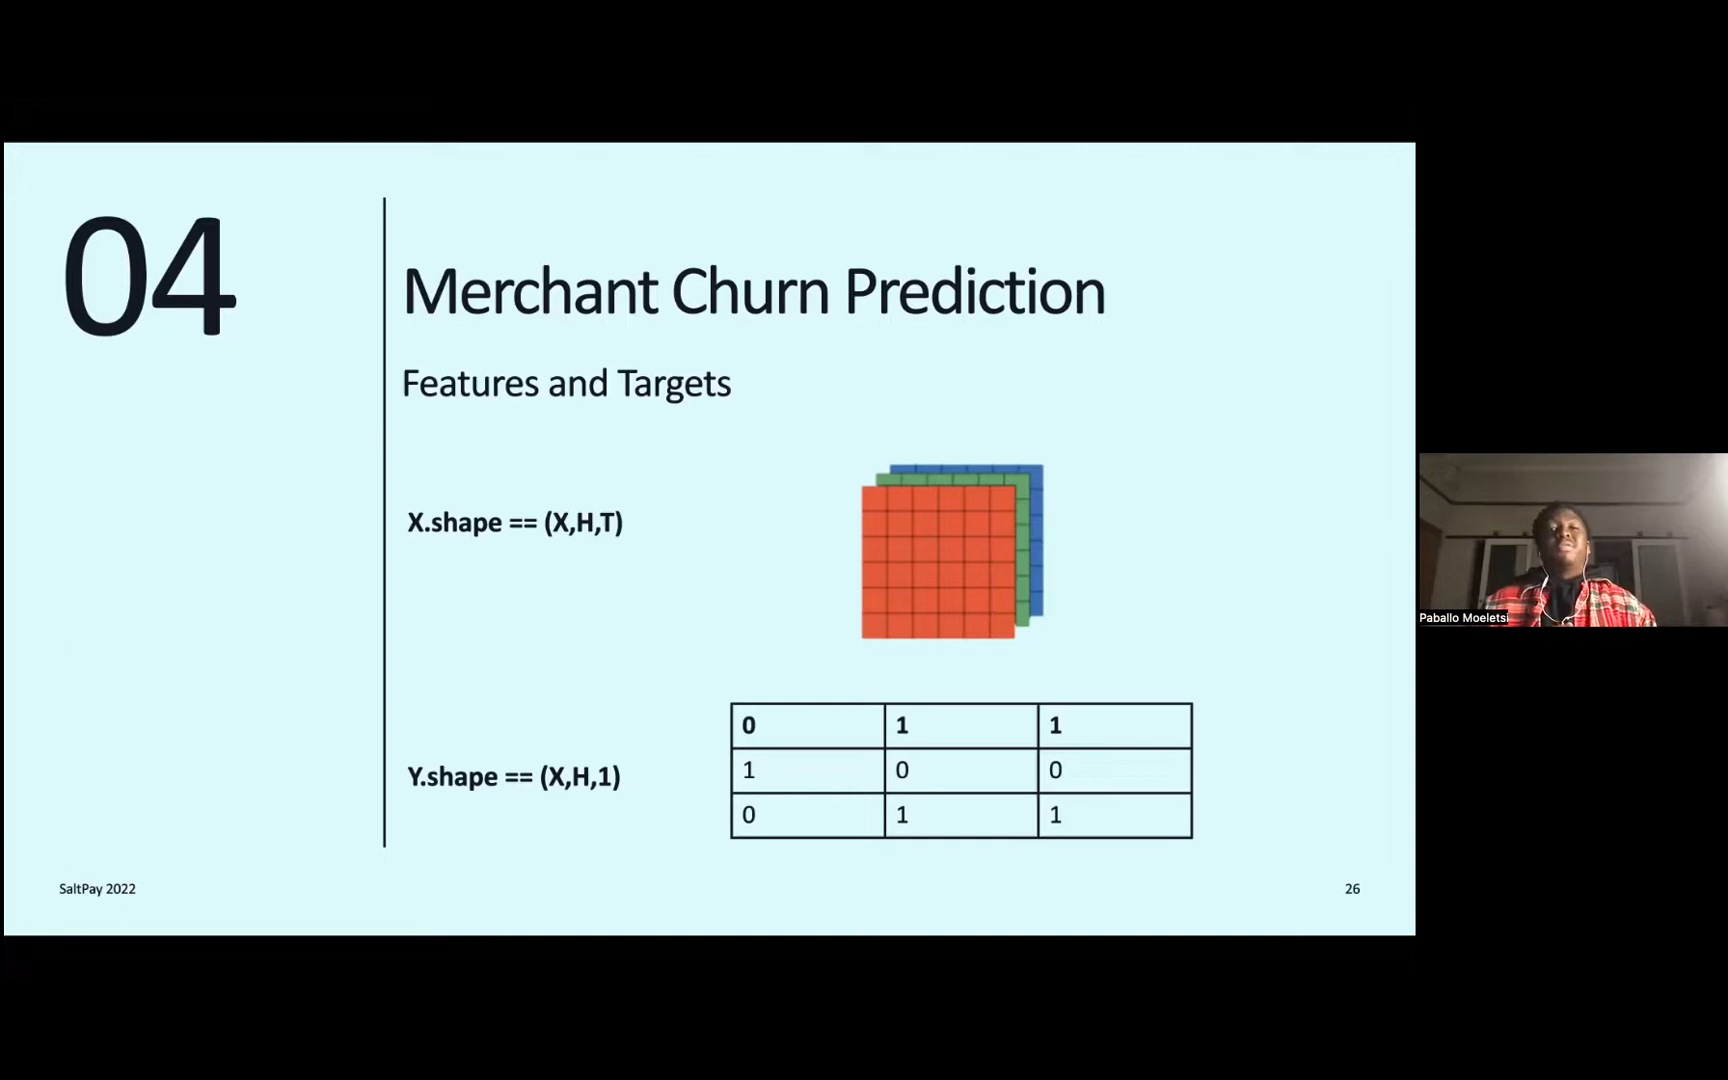 04
Merchant Churn Prediction
Features and Targets
X.shape == (X,H,T)
Y.shape == (X,H,1)
0 1 1
1 0 0
0 1 1
SaltPay 2022
26
Paballo Moeletsi